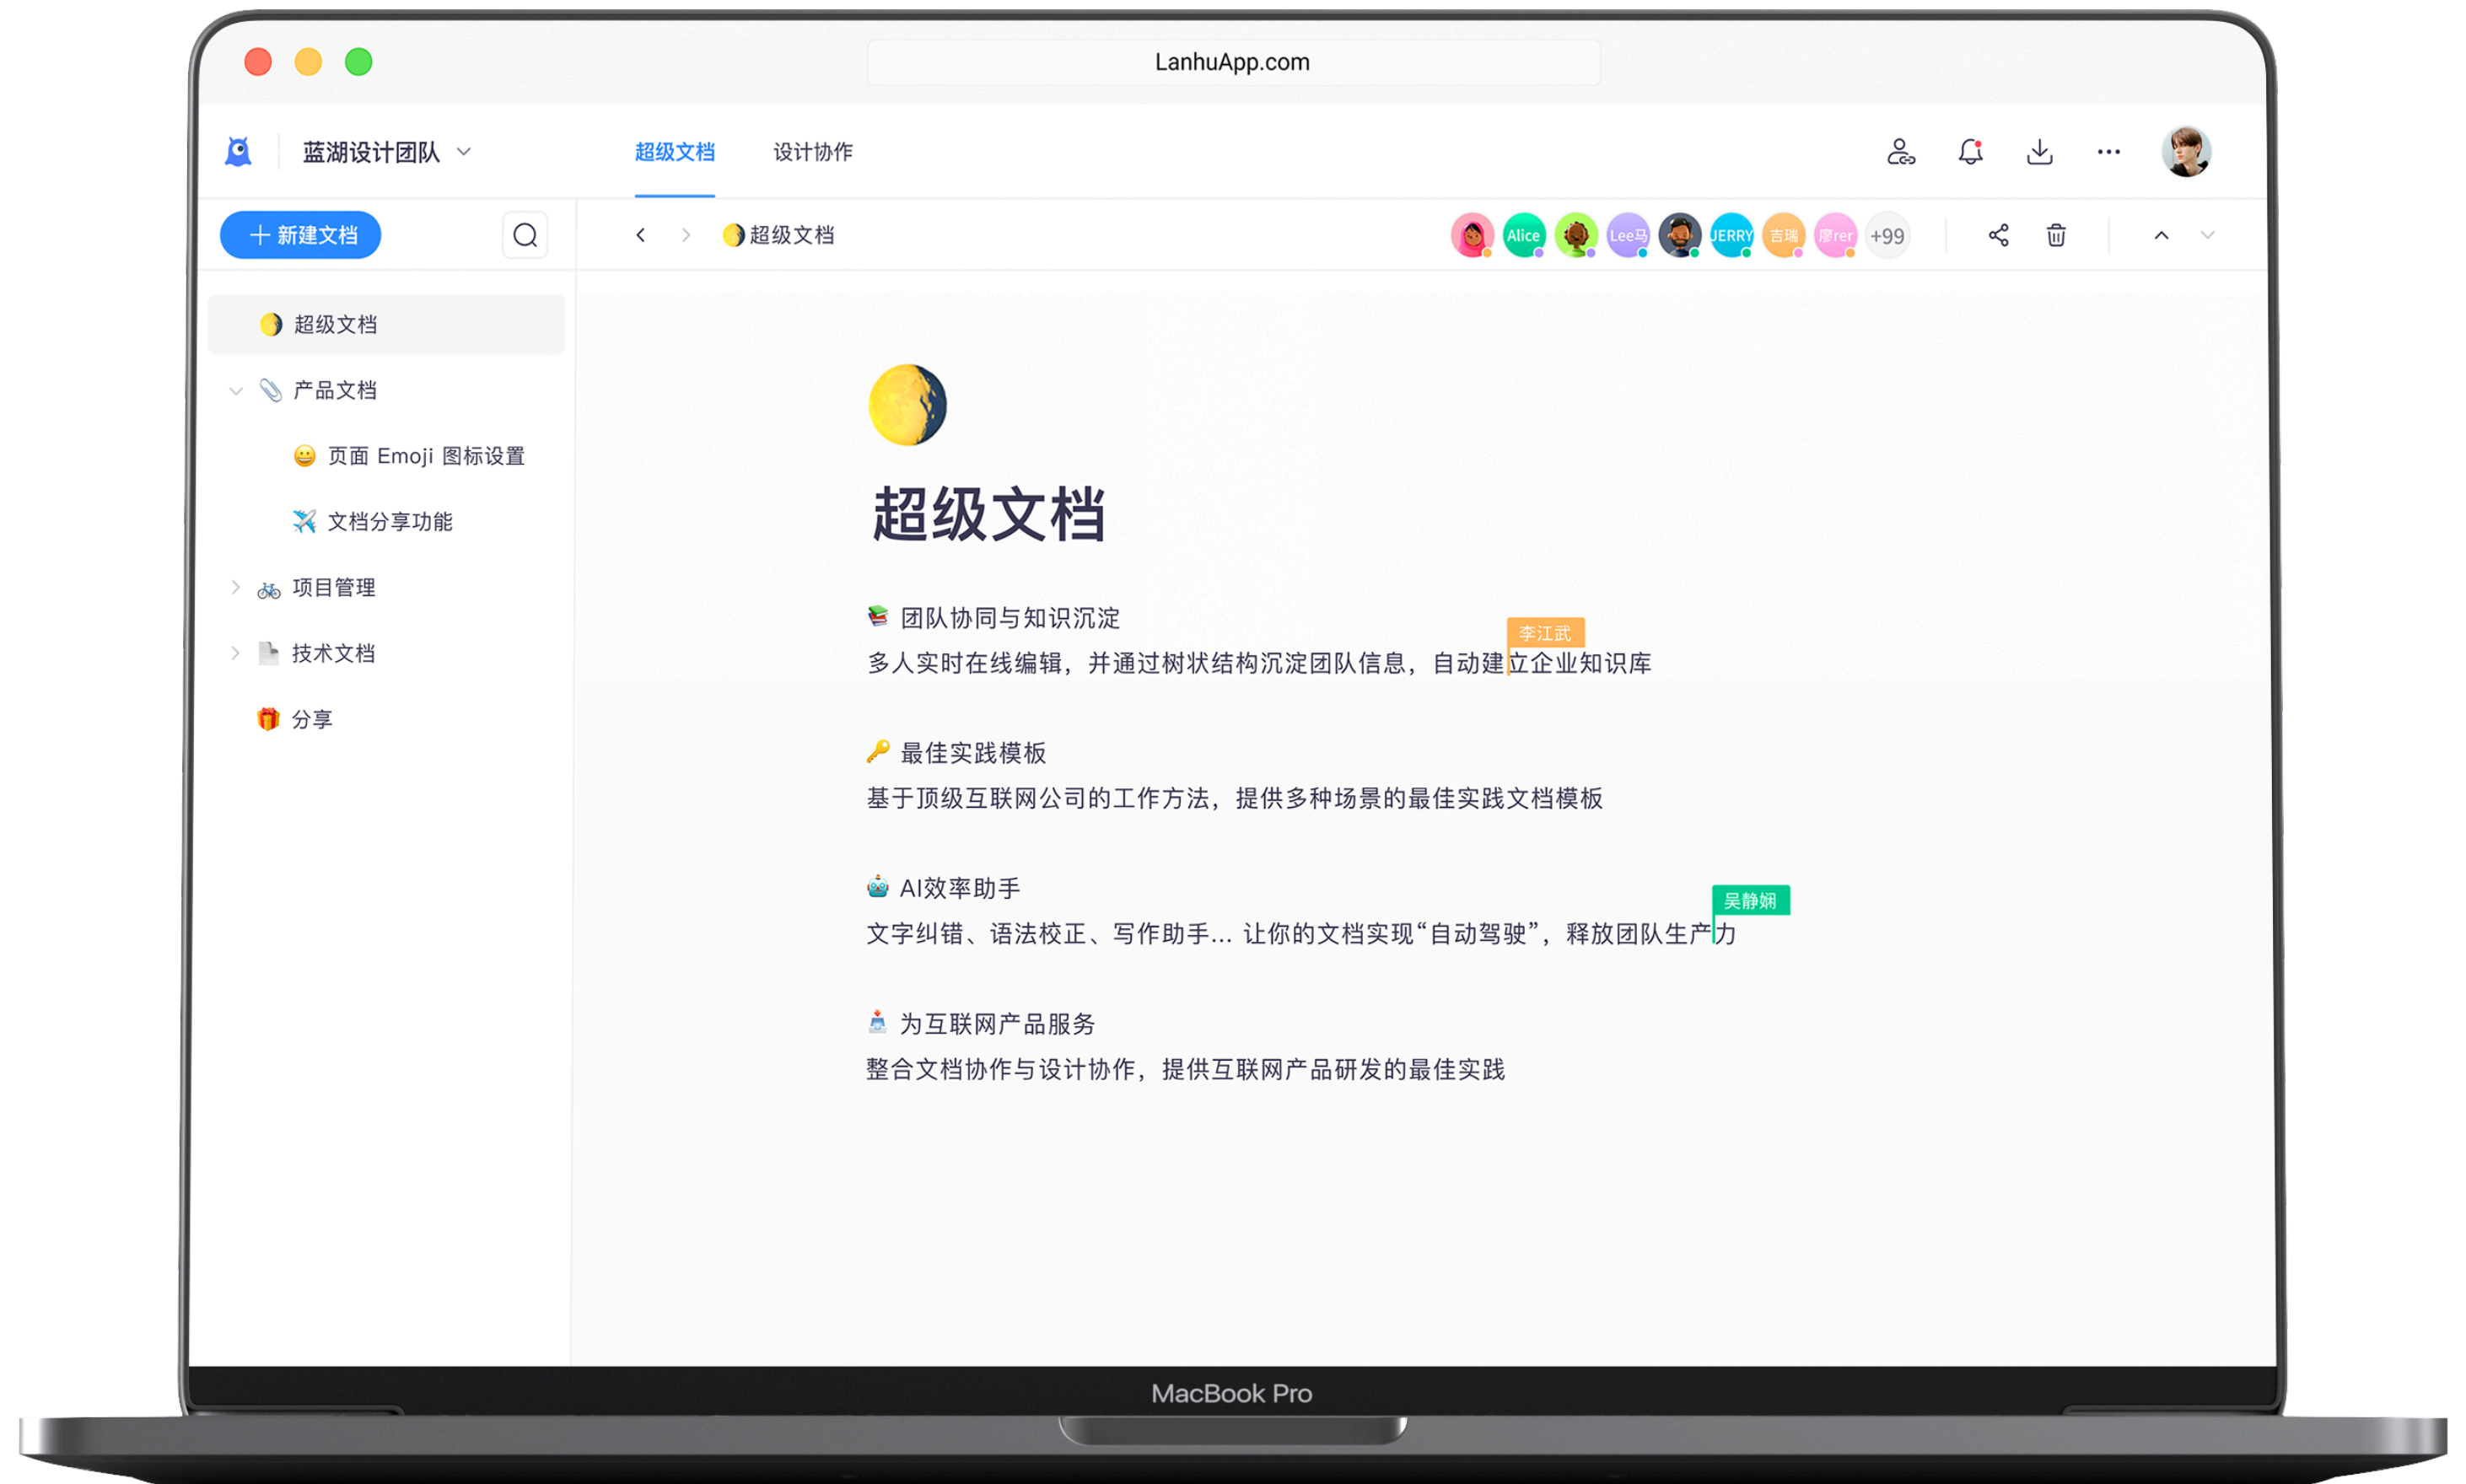 LanhuApp.com
蓝湖设计团队
超级文档
设计协作
新建文档
超级文档
Alice
Lee马
JERRY
吉瑞
廖rer
+99
超级文档
产品文档
页面 Emoji 图标设置
文档分享功能
项目管理
技术文档
分享
超级文档
团队协同与知识沉淀
李江武
多人实时在线编辑，并通过树状结构沉淀团队信息，自动建立企业知识库
最佳实践模板
基于顶级互联网公司的工作方法，提供多种场景的最佳实践文档模板
AI效率助手
吴静娴
文字纠错、语法校正、写作助手... 让你的文档实现“自动驾驶”，释放团队生产力
为互联网产品服务
整合文档协作与设计协作，提供互联网产品研发的最佳实践
MacBook Pro